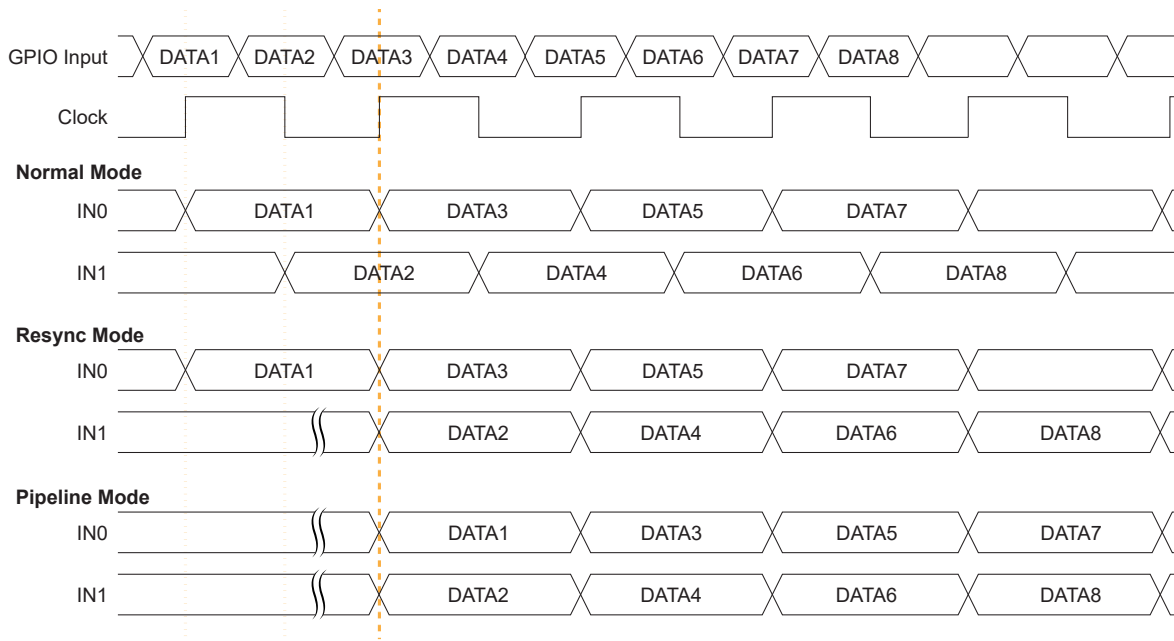 GPIO Input DATA1 DATA2 DATA3 DATA4 DATA5 DATA6 DATA7 DATA8
Clock
Normal Mode
IN0 DATA1 DATA3 DATA5 DATA7
IN1 DATA2 DATA4 DATA6 DATA8
Resync Mode
IN0 DATA1 DATA3 DATA5 DATA7
IN1 DATA2 DATA4 DATA6 DATA8
Pipeline Mode
IN0 DATA1 DATA3 DATA5 DATA7
IN1 DATA2 DATA4 DATA6 DATA8